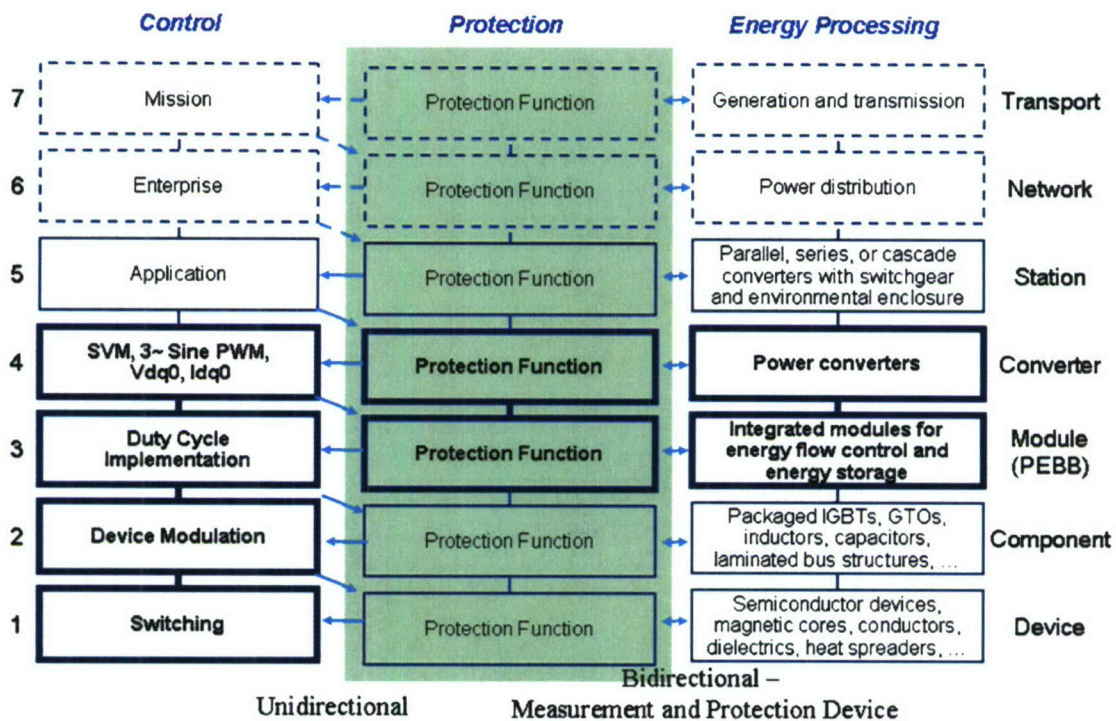 Control Protection Energy Processing
7 Mission Protection Function Generation and transmission Transport
6 Enterprise Protection Function Power distribution Network
5 Application Protection Function Parallel, series, or cascade
converters with switchgear
and environmental enclosure Station
4 SVM, 3~ Sine PWM,
Vdq0, Idq0 Protection Function Power converters Converter
3 Duty Cycle
Implementation Protection Function Integrated modules for
energy flow control and
energy storage Module
(PEBB)
2 Device Modulation Protection Function Packaged IGBTs, GTOs,
inductors, capacitors,
laminated bus structures, ... Component
1 Switching Protection Function Semiconductor devices,
magnetic cores, conductors,
dielectrics, heat spreaders, ... Device
Unidirectional Bidirectional –
Measurement and Protection Device